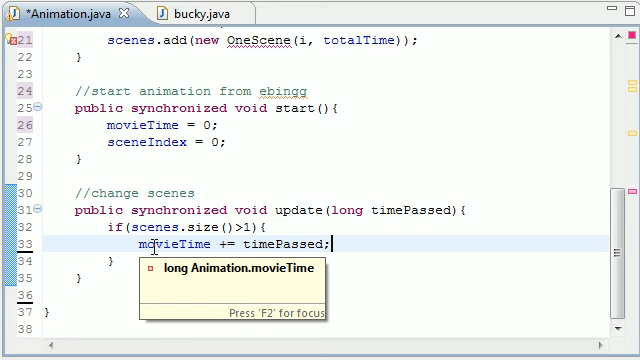 *Animation.java bucky.java
21 scenes.add(new OneScene(i, totalTime));
22 }
23
24 //start animation from ebingg
25 public synchronized void start(){
26 movieTime = 0;
27 sceneIndex = 0;
28 }
29
30 //change scenes
31 public synchronized void update(long timePassed){
32 if(scenes.size()>1){
33 movieTime += timePassed;
34 }
long Animation.movieTime
35 }
36
Press 'F2' for focus
37 }
38